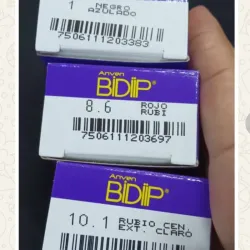 1 NEGRO
AZULADO
7506111203383
Anven
BIDIP®
8.6 ROJO
RUBI
7506111203697
Anven
BIDIP®
10.1 RUBIO CEN.
EXT. CLARO